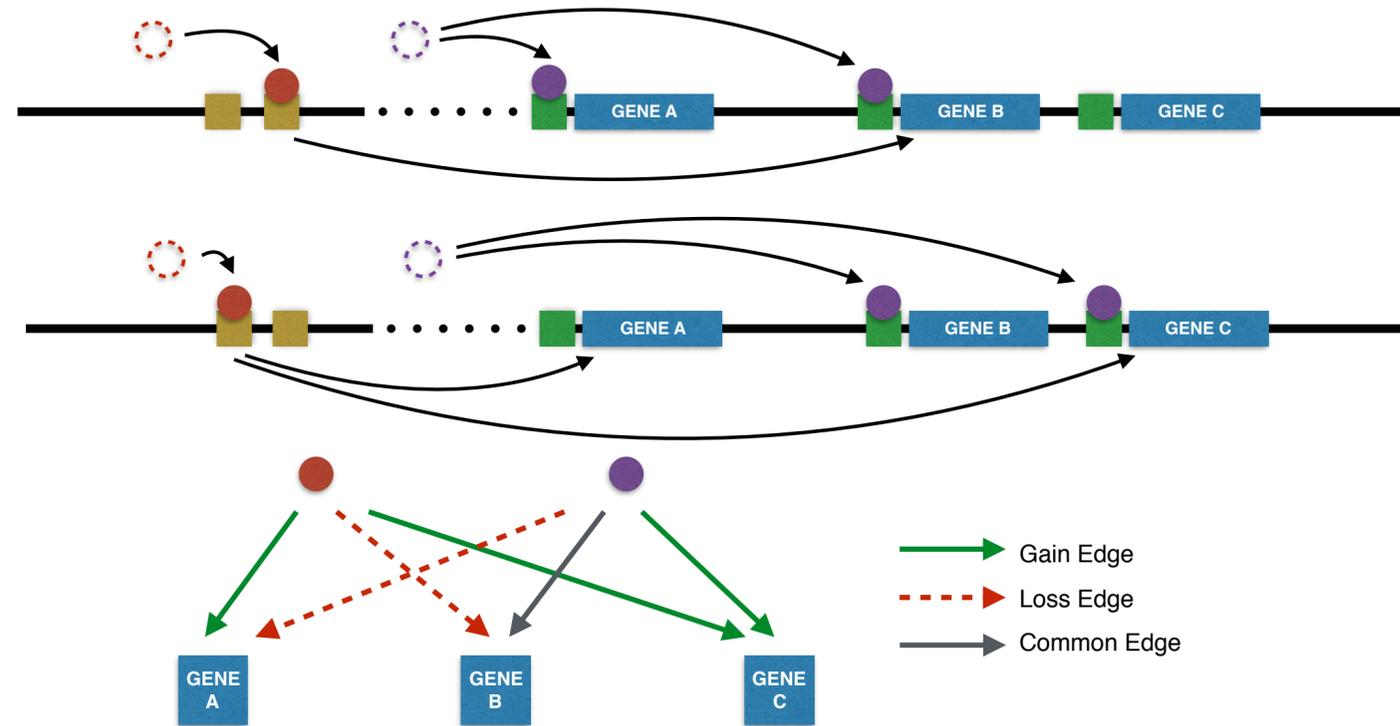 GENE A
GENE B
GENE C
GENE A
GENE B
GENE C
Gain Edge
Loss Edge
Common Edge
GENE
A
GENE
B
GENE
C